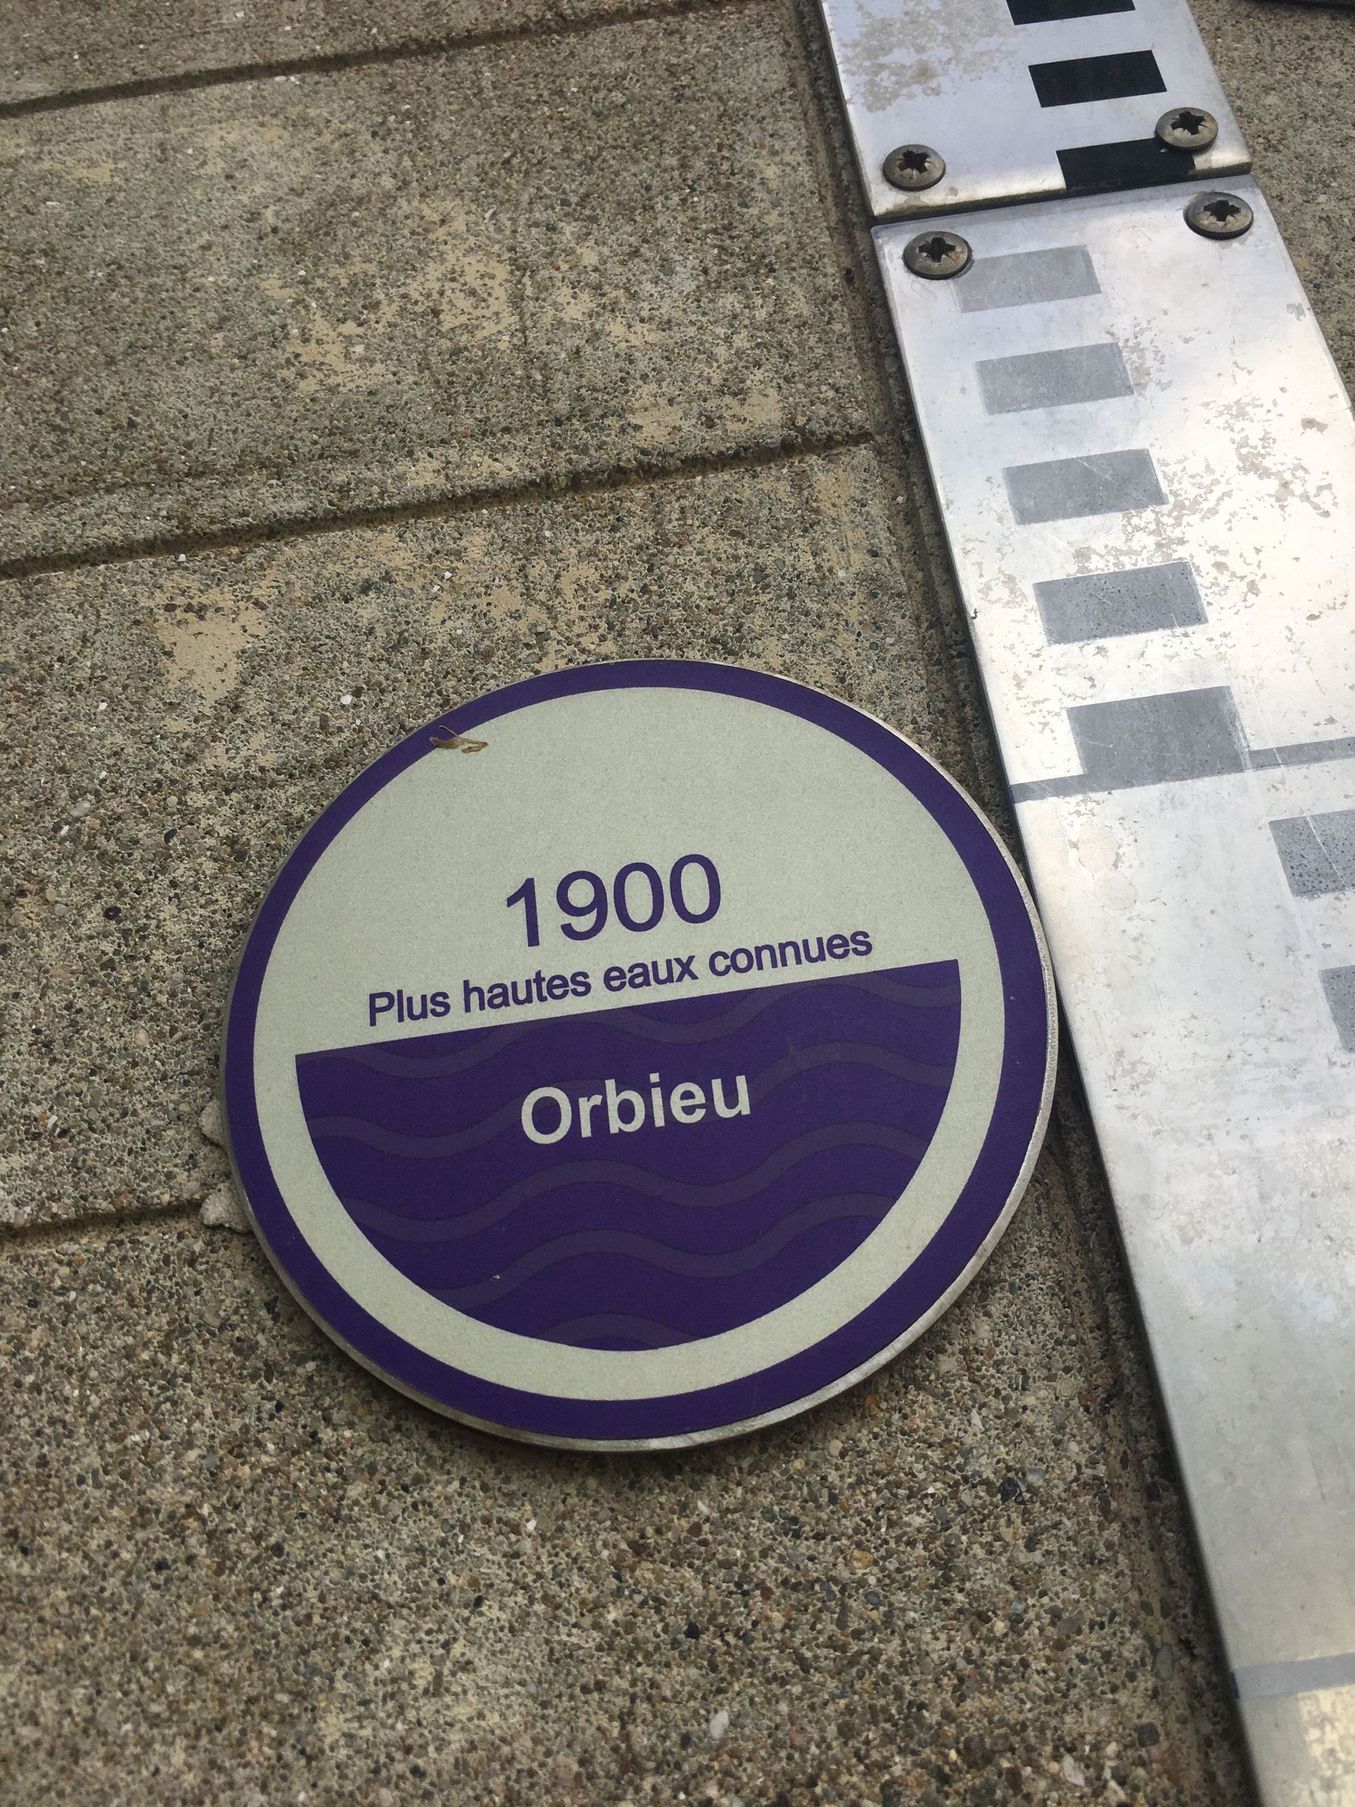 1900
Plus hautes eaux connues
Orbieu